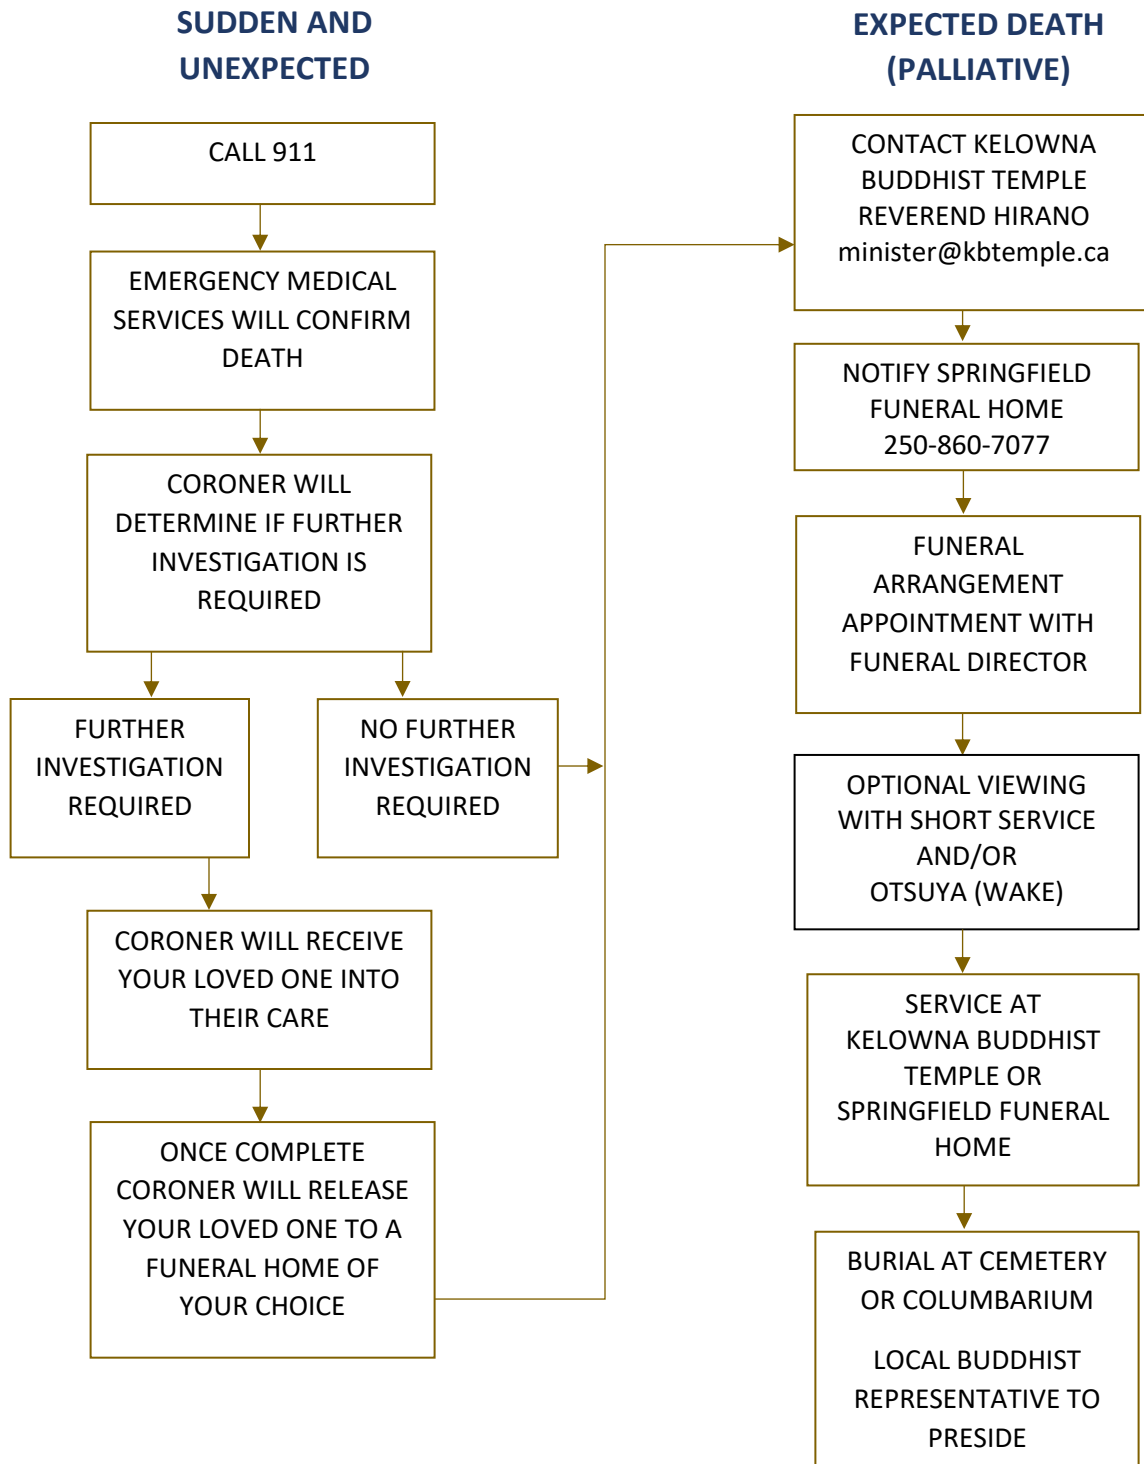 SUDDEN AND
UNEXPECTED
CALL 911
EMERGENCY MEDICAL
SERVICES WILL CONFIRM
DEATH
CORONER WILL
DETERMINE IF FURTHER
INVESTIGATION IS
REQUIRED
FURTHER
INVESTIGATION
REQUIRED
NO FURTHER
INVESTIGATION
REQUIRED
CORONER WILL RECEIVE
YOUR LOVED ONE INTO
THEIR CARE
ONCE COMPLETE
CORONER WILL RELEASE
YOUR LOVED ONE TO A
FUNERAL HOME OF
YOUR CHOICE
EXPECTED DEATH
(PALLIATIVE)
CONTACT KELOWNA
BUDDHIST TEMPLE
REVEREND HIRANO
minister@kbtemple.ca
NOTIFY SPRINGFIELD
FUNERAL HOME
250-860-7077
FUNERAL
ARRANGEMENT
APPOINTMENT WITH
FUNERAL DIRECTOR
OPTIONAL VIEWING
WITH SHORT SERVICE
AND/OR
OTSUYA (WAKE)
SERVICE AT
KELOWNA BUDDHIST
TEMPLE OR
SPRINGFIELD FUNERAL
HOME
BURIAL AT CEMETERY
OR COLUMBARIUM
LOCAL BUDDHIST
REPRESENTATIVE TO
PRESIDE